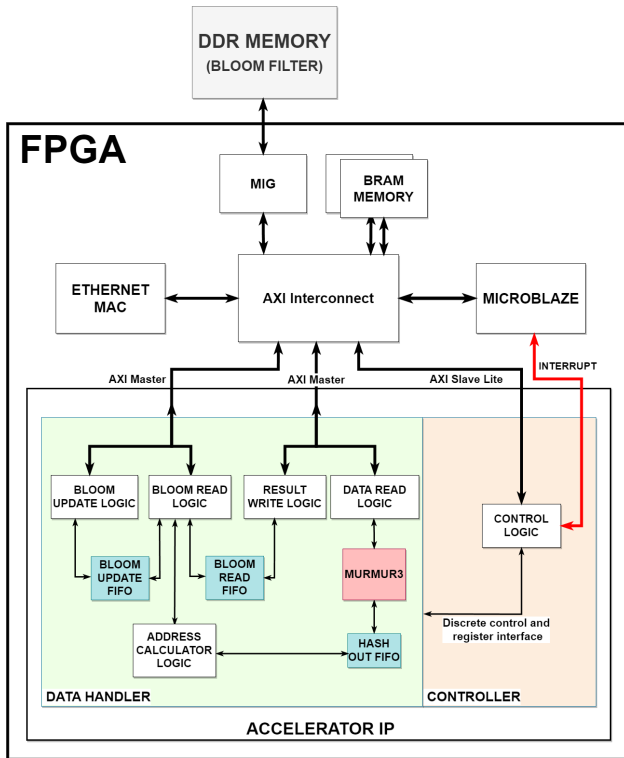 DDR MEMORY
(BLOOM FILTER)
FPGA
MIG
BRAM
MEMORY
ETHERNET
MAC
AXI Interconnect
MICROBLAZE
INTERRUPT
AXI Master
AXI Master
AXI Slave Lite
BLOOM
UPDATE LOGIC
BLOOM READ
LOGIC
RESULT
WRITE LOGIC
DATA READ
LOGIC
CONTROL
LOGIC
BLOOM
UPDATE
FIFO
BLOOM
READ
FIFO
MURMUR3
Discrete control and
register interface
ADDRESS
CALCULATOR
LOGIC
HASH
OUT FIFO
DATA HANDLER
CONTROLLER
ACCELERATOR IP